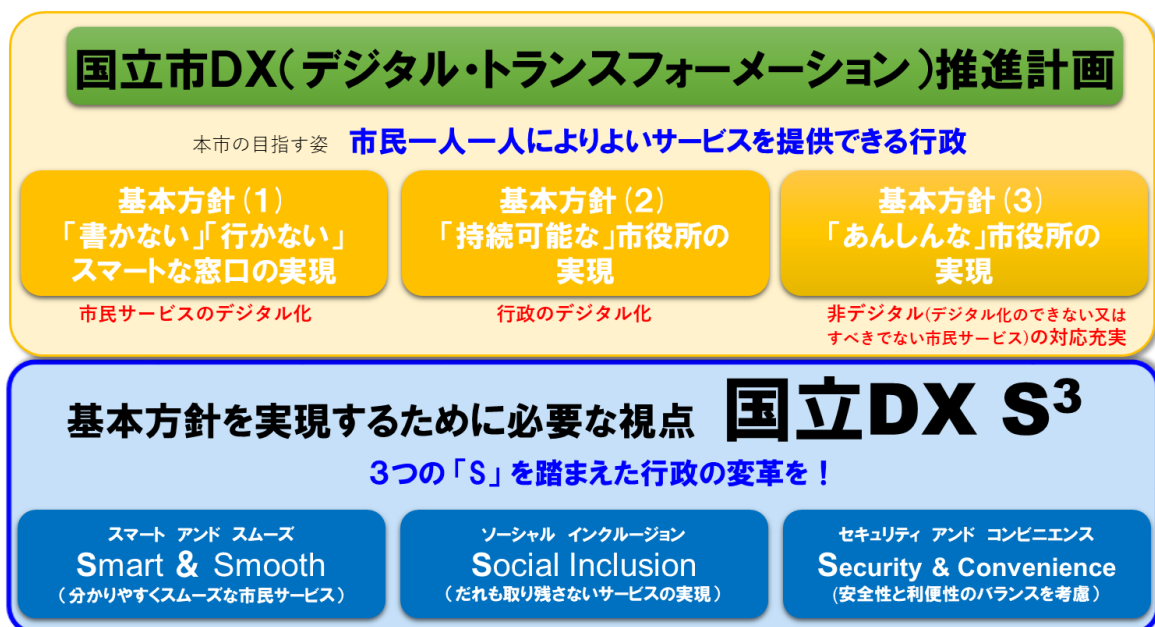 国立市DX(デジタル・トランスフォーメーション)推進計画
本市の目指す姿 市民一人一人によりよいサービスを提供できる行政
基本方針(1)
「書かない」「行かない」
スマートな窓口の実現
市民サービスのデジタル化
基本方針(2)
「持続可能な」市役所の
実現
行政のデジタル化
基本方針(3)
「あんしんな」市役所の
実現
非デジタル(デジタル化のできない又は
すべきでない市民サービス)の対応充実
基本方針を実現するために必要な視点 国立DX S³
3つの「S」を踏まえた行政の変革を!
スマート アンド スムーズ
Smart & Smooth
(分かりやすくスムーズな市民サービス)
ソーシャル インクルージョン
Social Inclusion
(だれも取り残さないサービスの実現)
セキュリティ アンド コンビニエンス
Security & Convenience
(安全性と利便性のバランスを考慮)